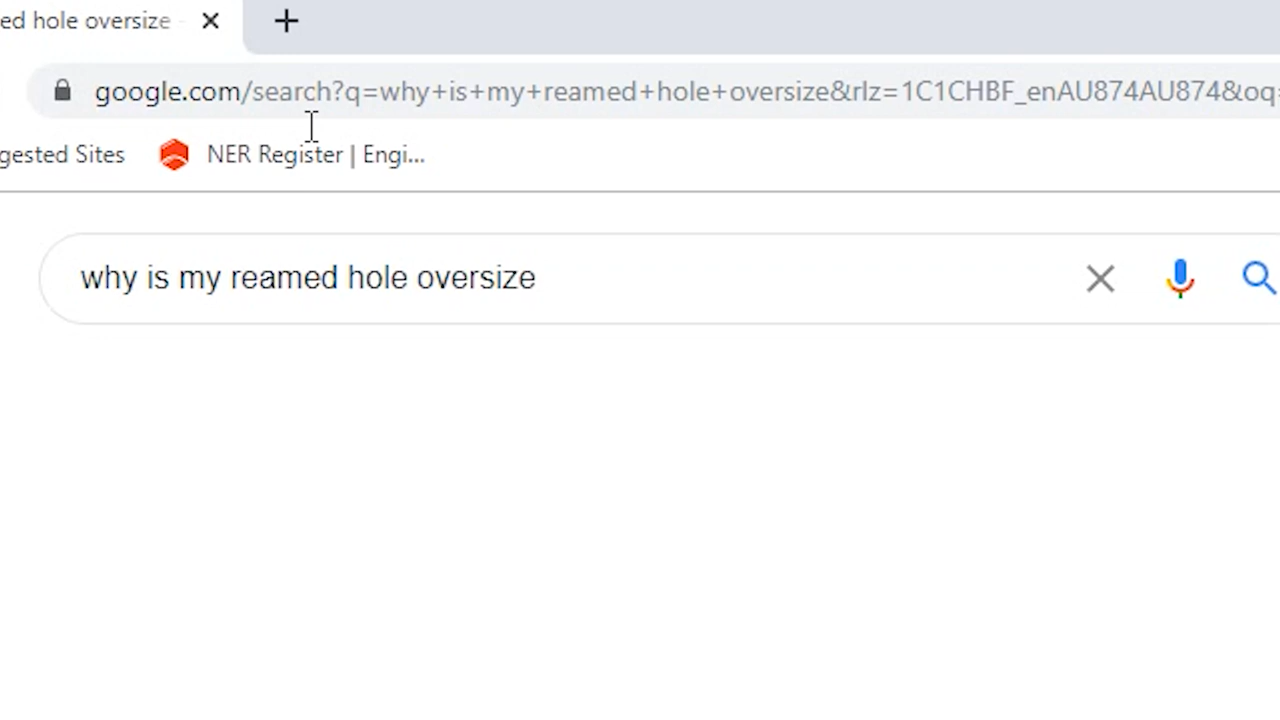 ed hole oversize
google.com/search?q=why+is+my+reamed+hole+oversize&rlz=1C1CHBF_enAU874AU874&oq=
gested Sites NER Register | Engi...
why is my reamed hole oversize